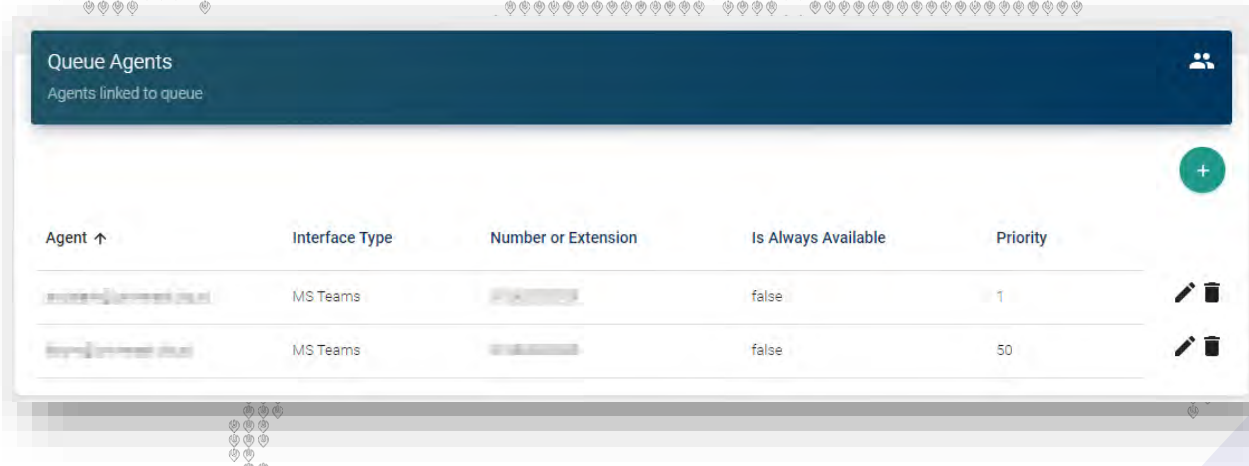 Queue Agents
Agents linked to queue
+
Agent ↑ Interface Type Number or Extension Is Always Available Priority
MS Teams false 1
MS Teams false 50